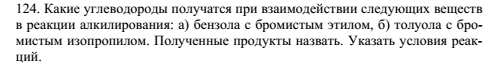 124. Какие углеводороды получатся при взаимодействии следующих веществ
в реакции алкилирования: а) бензола с бромистым этилом, б) толуола с бро-
мистым изопропилом. Полученные продукты назвать. Указать условия реак-
ций.